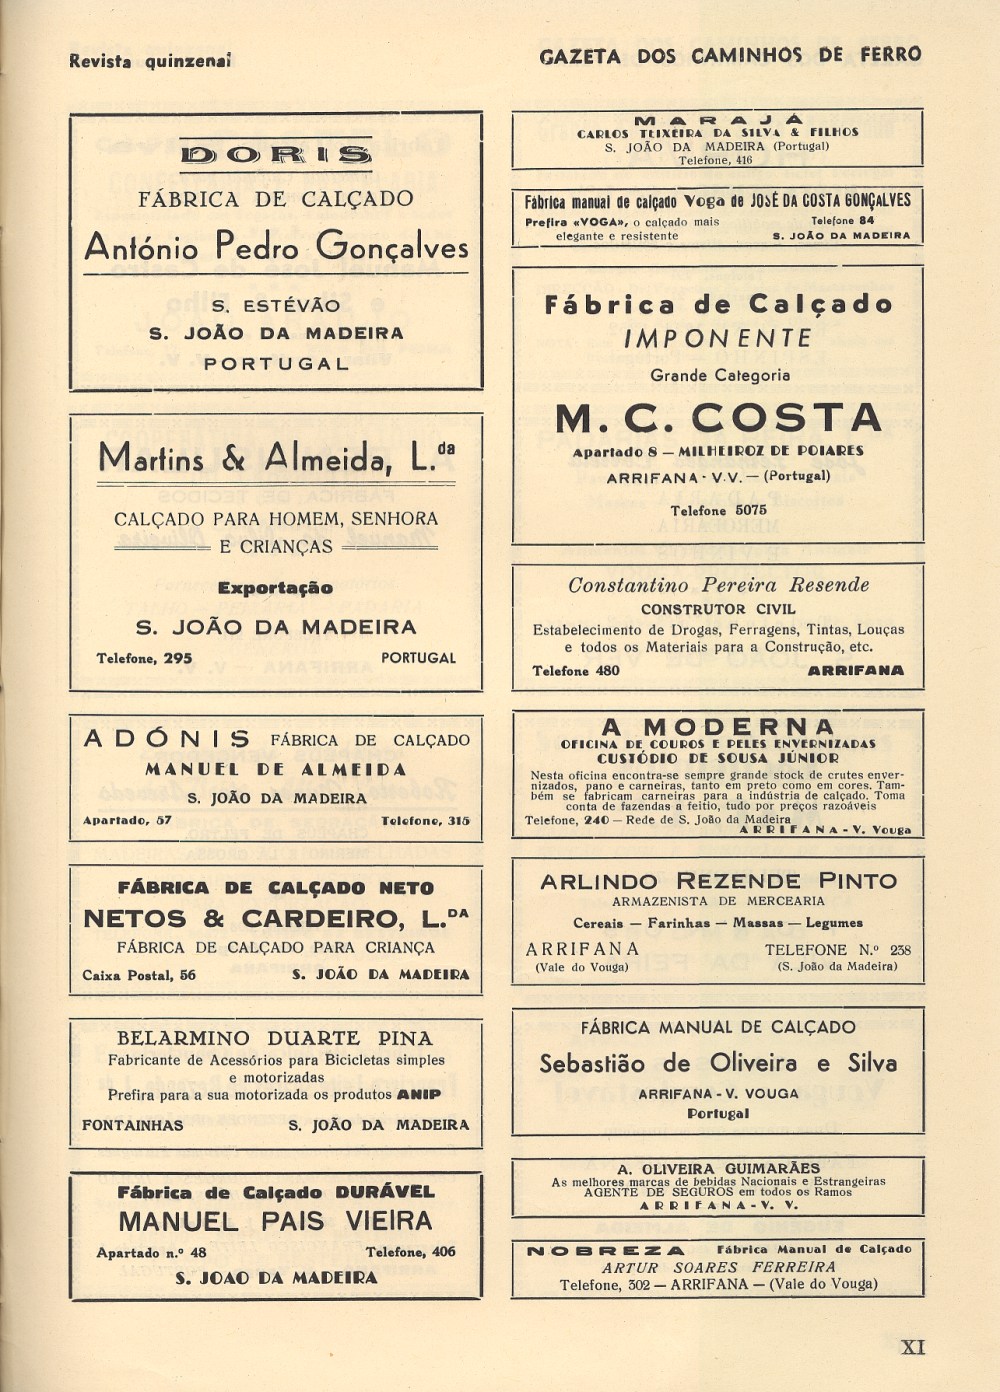 Revista quinzenal
GAZETA DOS CAMINHOS DE FERRO
DORIS
FÁBRICA DE CALÇADO
António Pedro Gonçalves
S. ESTÉVÃO
S. JOÃO DA MADEIRA
PORTUGAL
Martins & Almeida, L.da
CALÇADO PARA HOMEM, SENHORA
E CRIANÇAS
Exportação
S. JOÃO DA MADEIRA
Telefone, 295 PORTUGAL
ADÓNIS FÁBRICA DE CALÇADO
MANUEL DE ALMEIDA
S. JOÃO DA MADEIRA
Apartado, 57 Telefone, 315
FÁBRICA DE CALÇADO NETO
NETOS & CARDEIRO, L.DA
FÁBRICA DE CALÇADO PARA CRIANÇA
Caixa Postal, 56 S. JOÃO DA MADEIRA
BELARMINO DUARTE PINA
Fabricante de Acessórios para Bicicletas simples
e motorizadas
Prefira para a sua motorizada os produtos ANIP
FONTAINHAS S. JOÃO DA MADEIRA
Fábrica de Calçado DURÁVEL
MANUEL PAIS VIEIRA
Apartado n.º 48 Telefone, 406
S. JOAO DA MADEIRA
MARAJÁ
CARLOS TEIXEIRA DA SILVA & FILHOS
S. JOÃO DA MADEIRA (Portugal)
Telefone, 416
Fábrica manual de calçado Voga de JOSÉ DA COSTA GONÇALVES
Prefira «VOGA», o calçado mais Telefone 84
elegante e resistente S. JOÃO DA MADEIRA
Fábrica de Calçado
IMPONENTE
Grande Categoria
M. C. COSTA
Apartado 8 — MILHEIROZ DE POIARES
ARRIFANA - V.V. — (Portugal)
Telefone 5075
Constantino Pereira Resende
CONSTRUTOR CIVIL
Estabelecimento de Drogas, Ferragens, Tintas, Louças
e todos os Materiais para a Construção, etc.
Telefone 480 ARRIFANA
A MODERNA
OFICINA DE COUROS E PELES ENVERNIZADAS
CUSTÓDIO DE SOUSA JÚNIOR
Nesta oficina encontra-se sempre grande stock de crutes enver-
nizados, pano e carneiras, tanto em preto como em cores. Tam-
bém se fabricam carneiras para a indústria de calçado. Toma
conta de fazendas a feitio, tudo por preços razoáveis
Telefone, 240 — Rede de S. João da Madeira
ARRIFANA - V. Vouga
ARLINDO REZENDE PINTO
ARMAZENISTA DE MERCEARIA
Cereais — Farinhas — Massas — Legumes
ARRIFANA TELEFONE N.º 238
(Vale do Vouga) (S. João da Madeira)
FÁBRICA MANUAL DE CALÇADO
Sebastião de Oliveira e Silva
ARRIFANA - V. VOUGA
Portugal
A. OLIVEIRA GUIMARÃES
As melhores marcas de bebidas Nacionais e Estrangeiras
AGENTE DE SEGUROS em todos os Ramos
ARRIFANA - V. V.
NOBREZA Fábrica Manual de Calçado
ARTUR SOARES FERREIRA
Telefone, 302 — ARRIFANA — (Vale do Vouga)
XI